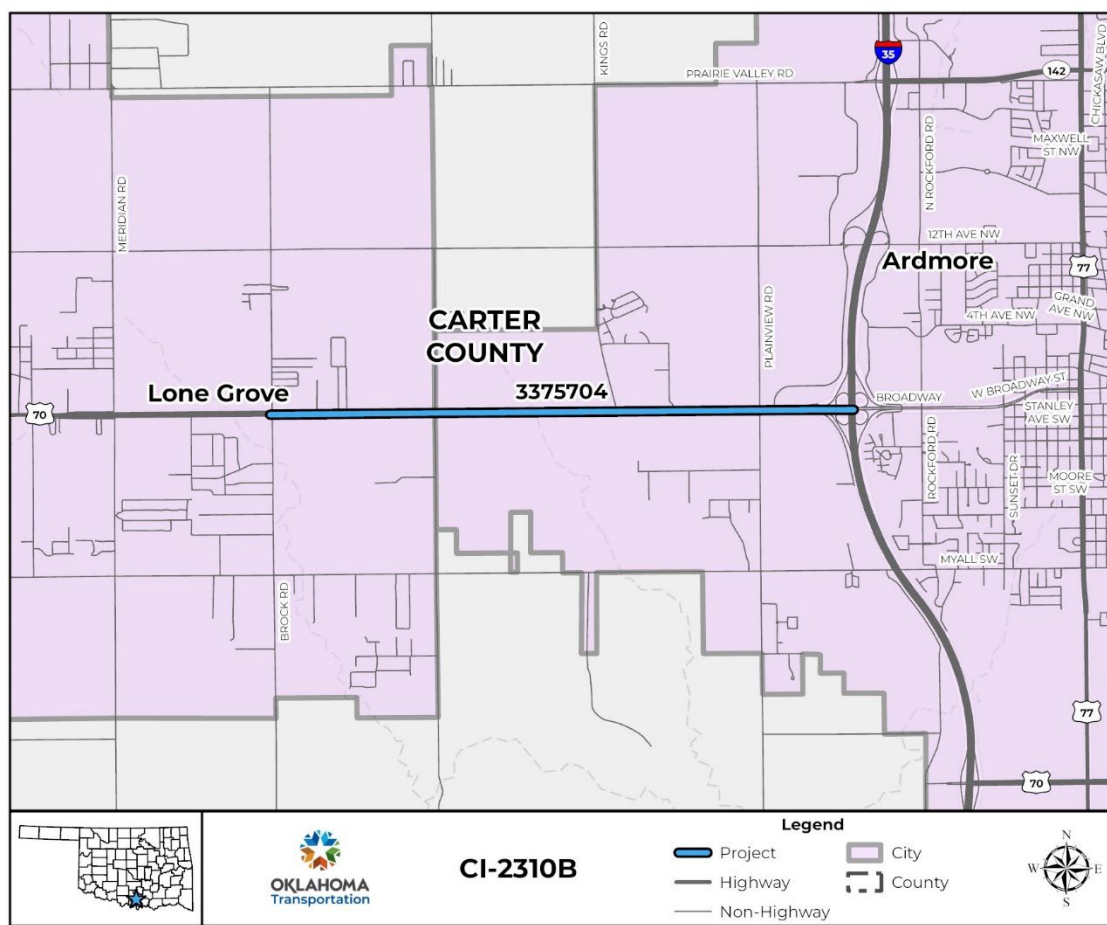 KINGS RD
35
PRAIRIE VALLEY RD
142
CHICKASAW BLVD
MAXWELL
ST NW
N ROCKFORD RD
MERIDIAN RD
12TH AVE NW
Ardmore
77
GRAND
AVE NW
4TH AVE NW
PLAINVIEW RD
CARTER
COUNTY
Lone Grove
3375704
70
BROADWAY
W BROADWAY ST
STANLEY
AVE SW
ROCKFORD RD
SUNSET DR
MOORE
ST SW
MYALL SW
BROCK RD
77
70
OKLAHOMA
Transportation
CI-2310B
Legend
Project
City
Highway
County
Non-Highway
N
W
E
S